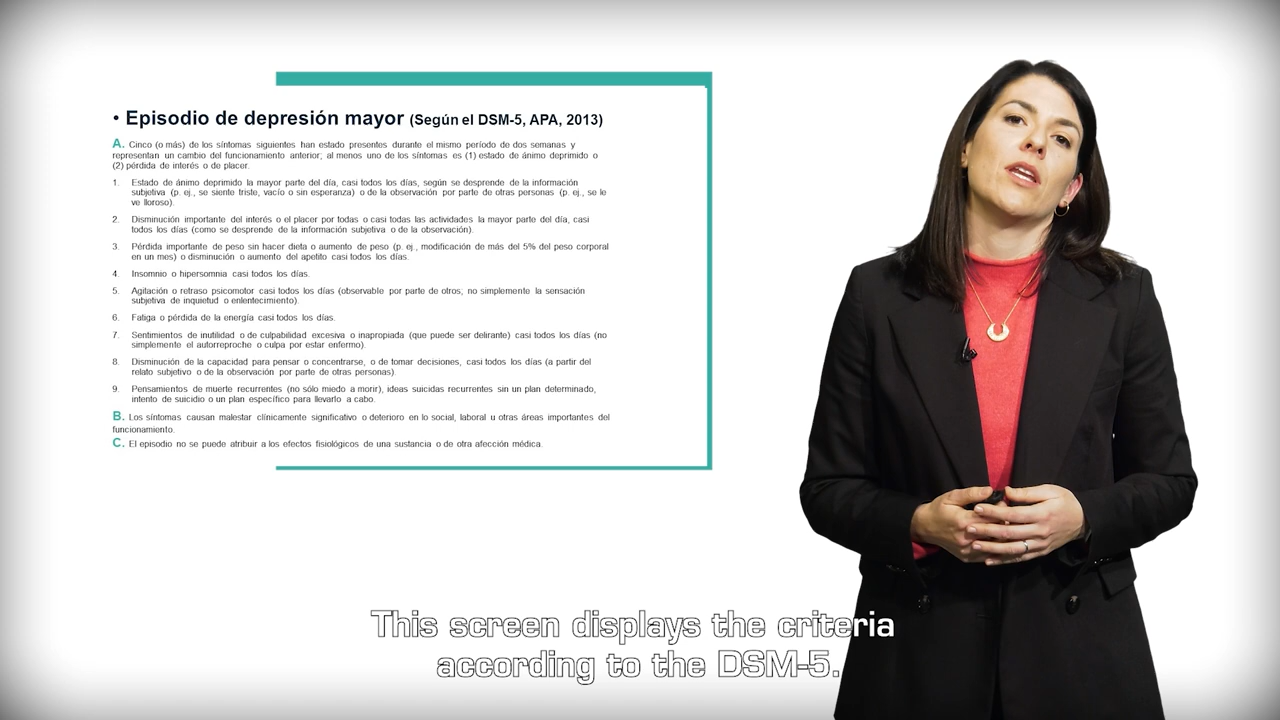 • Episodio de depresión mayor (Según el DSM-5, APA, 2013)
A. Cinco (o más) de los síntomas siguientes han estado presentes durante el mismo período de dos semanas y
representan un cambio del funcionamiento anterior; al menos uno de los síntomas es (1) estado de ánimo deprimido o
(2) pérdida de interés o de placer.
1. Estado de ánimo deprimido la mayor parte del día, casi todos los días, según se desprende de la información
subjetiva (p. ej., se siente triste, vacío o sin esperanza) o de la observación por parte de otras personas (p. ej., se le
ve lloroso).
2. Disminución importante del interés o el placer por todas o casi todas las actividades la mayor parte del día, casi
todos los días (como se desprende de la información subjetiva o de la observación).
3. Pérdida importante de peso sin hacer dieta o aumento de peso (p. ej., modificación de más del 5% del peso corporal
en un mes) o disminución o aumento del apetito casi todos los días.
4. Insomnio o hipersomnia casi todos los días.
5. Agitación o retraso psicomotor casi todos los días (observable por parte de otros; no simplemente la sensación
subjetiva de inquietud o enlentecimiento).
6. Fatiga o pérdida de la energía casi todos los días.
7. Sentimientos de inutilidad o de culpabilidad excesiva o inapropiada (que puede ser delirante) casi todos los días (no
simplemente el autorreproche o culpa por estar enfermo).
8. Disminución de la capacidad para pensar o concentrarse, o de tomar decisiones, casi todos los días (a partir del
relato subjetivo o de la observación por parte de otras personas)
9. Pensamientos de muerte recurrentes (no sólo miedo a morir), ideas suicidas recurrentes sin un plan determinado,
intento de suicidio o un plan específico para llevarlo a cabo.
B. Los síntomas causan malestar clínicamente significativo o deterioro en lo social, laboral u otras áreas importantes del
funcionamiento.
C. El episodio no se puede atribuir a los efectos fisiológicos de una sustancia o de otra afección médica.
This screen displays the criteria
according to the DSM-5.